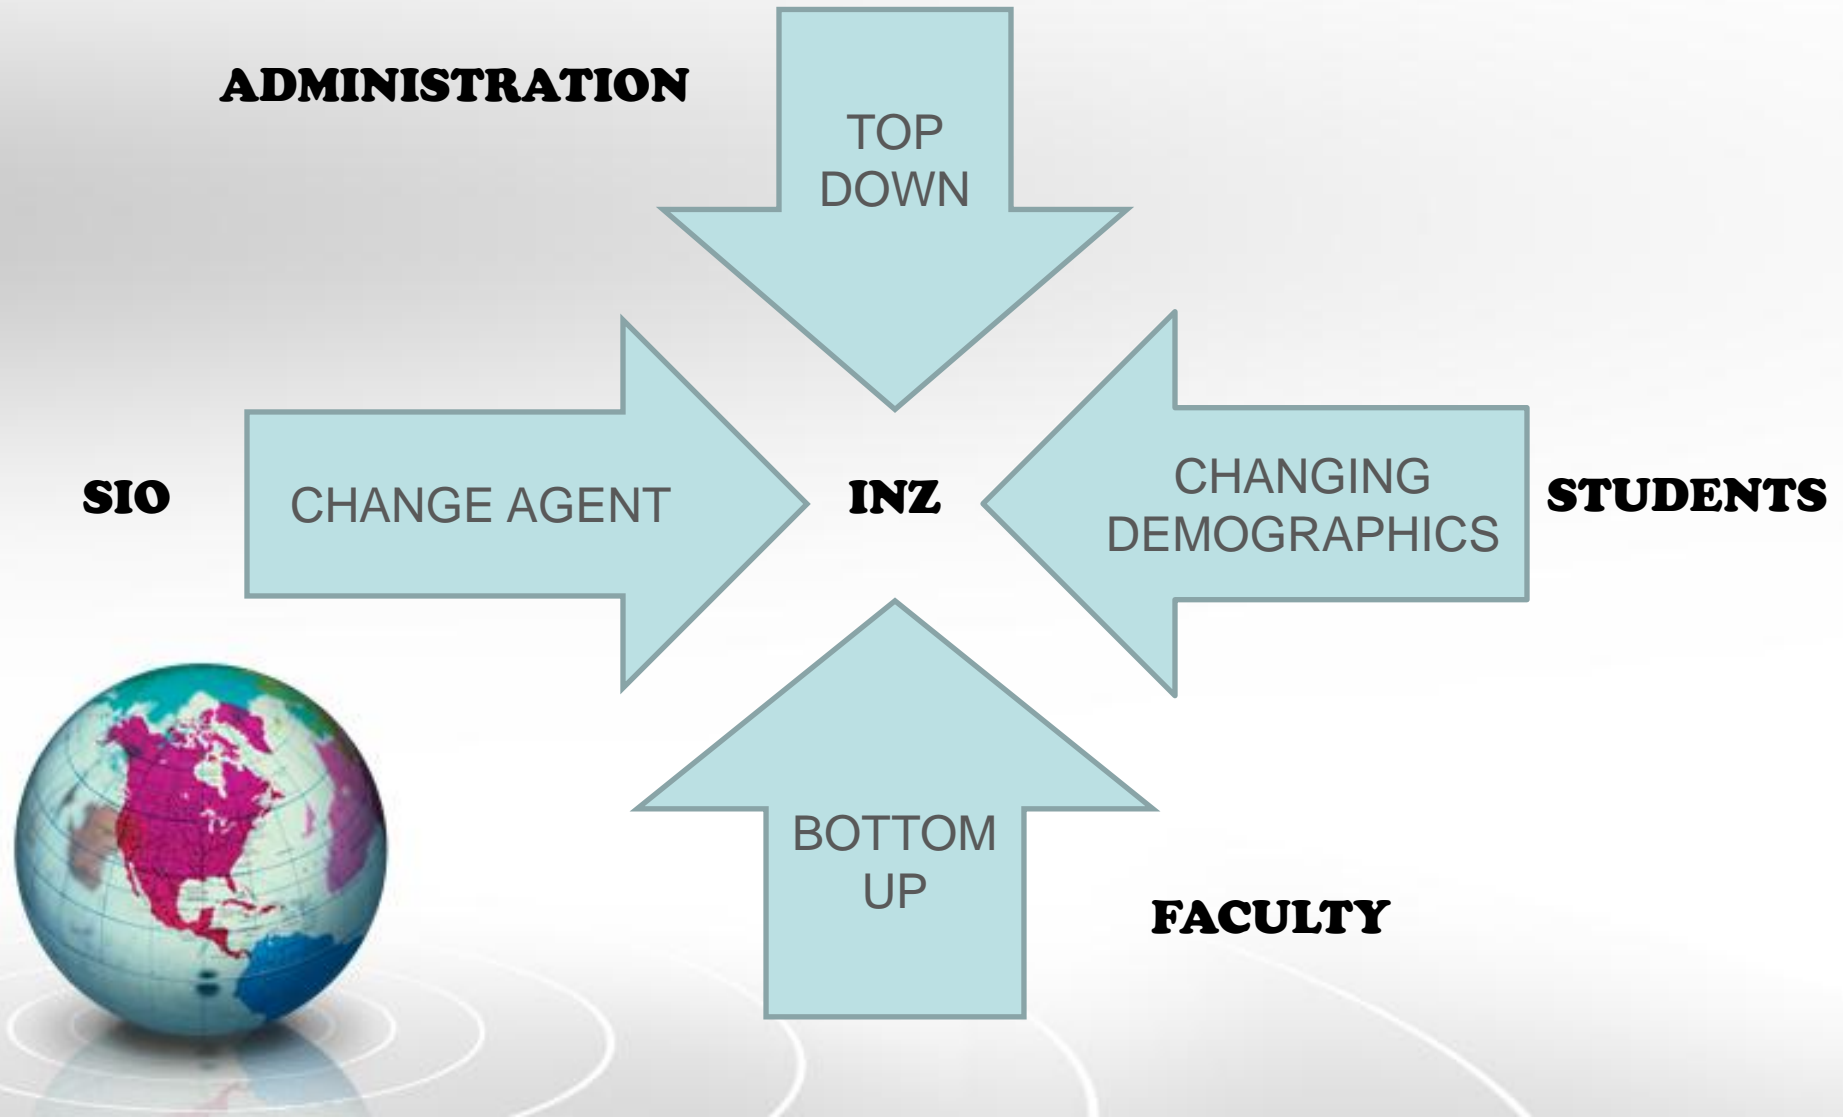 ADMINISTRATION
TOP
DOWN
SIO
CHANGE AGENT
INZ
CHANGING
DEMOGRAPHICS
STUDENTS
BOTTOM
UP
FACULTY